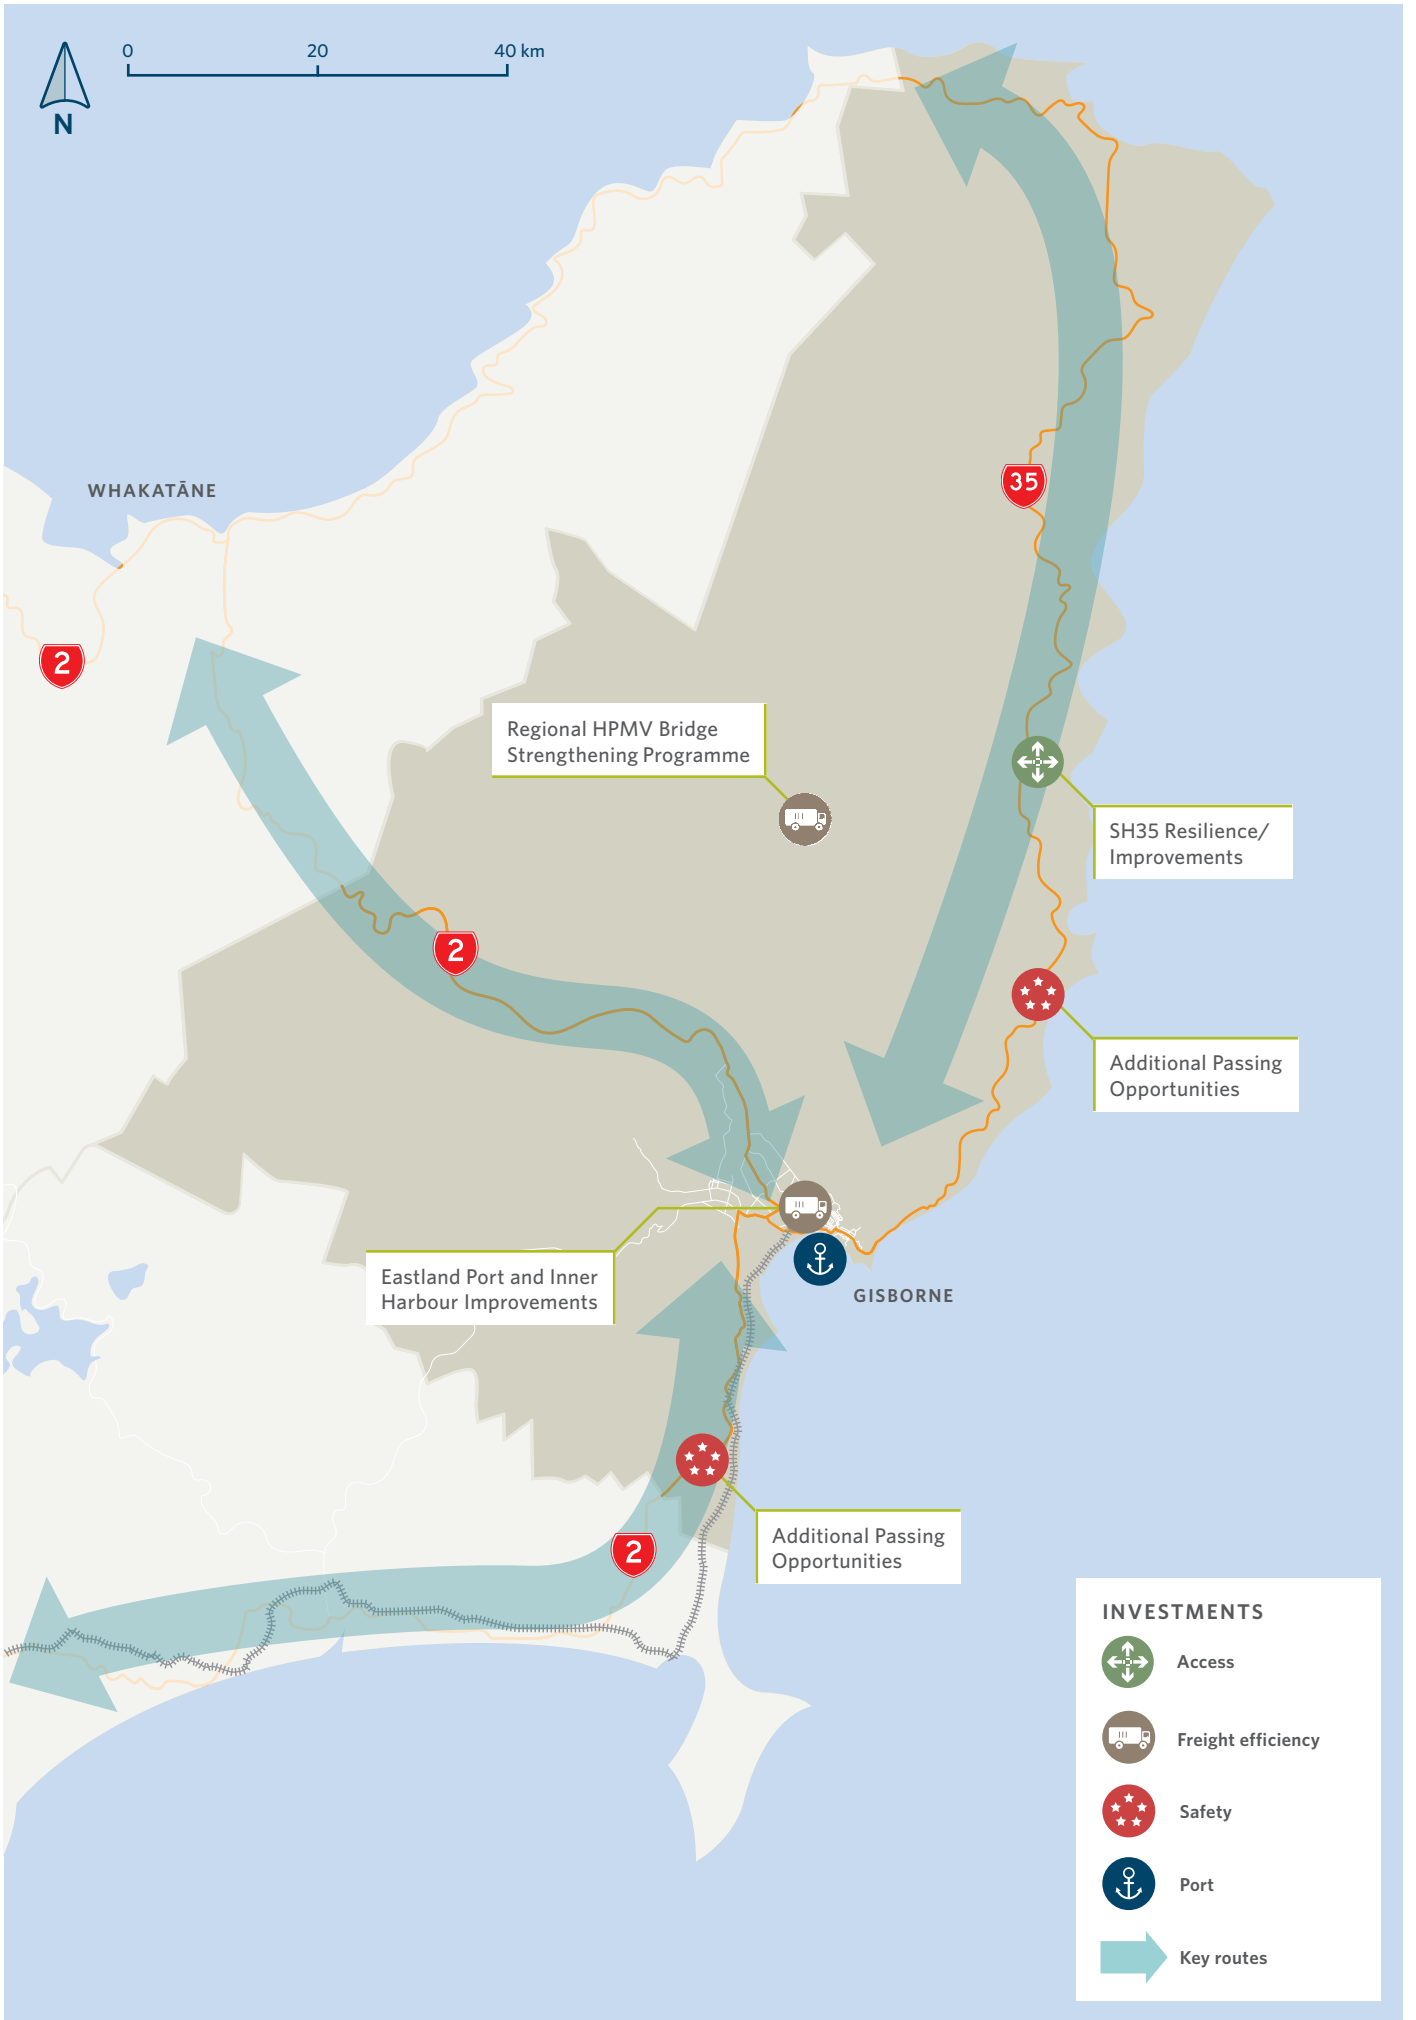 0 20 40 km
N
WHAKATĀNE
35
2
Regional HPMV Bridge
Strengthening Programme
SH35 Resilience/
Improvements
2
Additional Passing
Opportunities
Eastland Port and Inner
Harbour Improvements
GISBORNE
2
Additional Passing
Opportunities
INVESTMENTS
Access
Freight efficiency
Safety
Port
Key routes